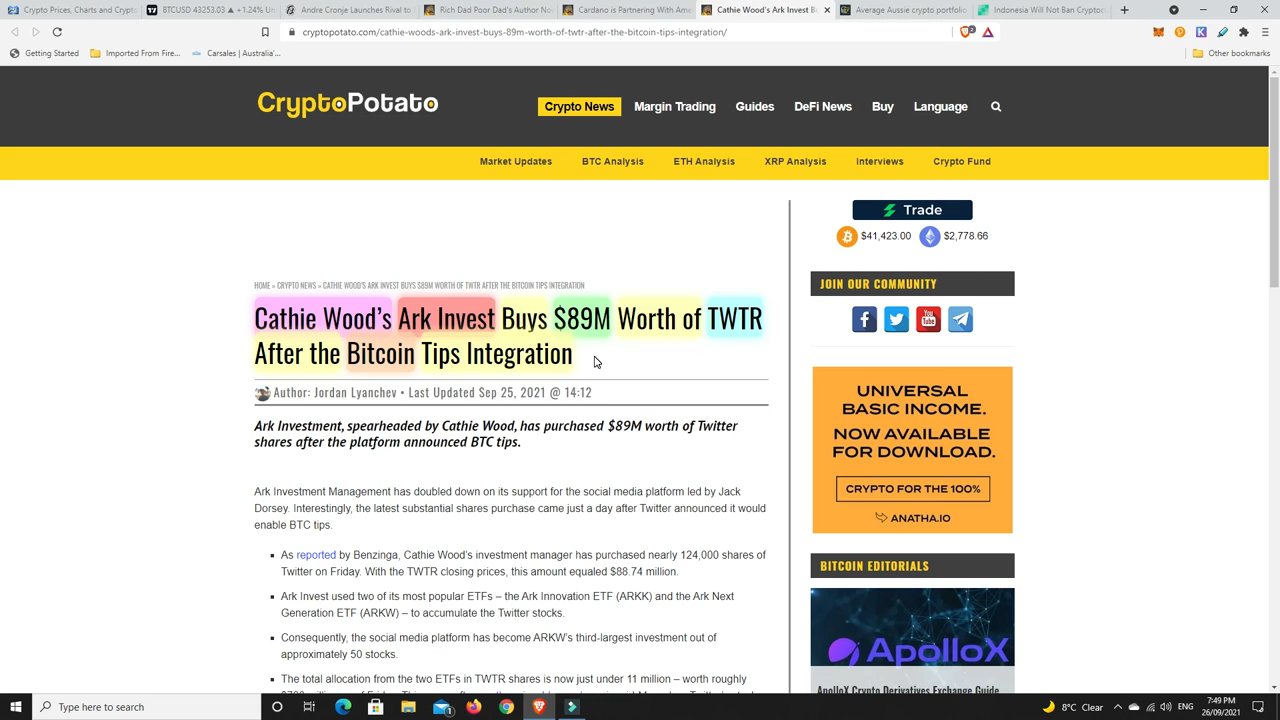 Crypto Prices, Charts and Crypto
BTCUSD 43253.03 ▲ +1.24% Un
Andre Cronje Launches Rival to
Rich Dad Poor Dad's Author Nov
Cardano is Partnering With Am
Cathie Wood's Ark Invest B
Average Aussie crypto portfolio
Indonesia Will Not Ban Cryptoc
cryptopotato.com/cathie-woods-ark-invest-buys-89m-worth-of-twtr-after-the-bitcoin-tips-integration/
Getting Started
Imported From Fire...
Carsales | Australia'...
Other bookmarks
CryptoPotato
Crypto News
Margin Trading
Guides
DeFi News
Buy
Language
Market Updates
BTC Analysis
ETH Analysis
XRP Analysis
Interviews
Crypto Fund
HOME » CRYPTO NEWS » CATHIE WOOD'S ARK INVEST BUYS $89M WORTH OF TWTR AFTER THE BITCOIN TIPS INTEGRATION
Cathie Wood's Ark Invest Buys $89M Worth of TWTR
After the Bitcoin Tips Integration
Author: Jordan Lyanchev • Last Updated Sep 25, 2021 @ 14:12
Ark Investment, spearheaded by Cathie Wood, has purchased $89M worth of Twitter
shares after the platform announced BTC tips.
Ark Investment Management has doubled down on its support for the social media platform led by Jack
Dorsey. Interestingly, the latest substantial shares purchase came just a day after Twitter announced it would
enable BTC tips.
As reported by Benzinga, Cathie Wood's investment manager has purchased nearly 124,000 shares of
Twitter on Friday. With the TWTR closing prices, this amount equaled $88.74 million.
Ark Invest used two of its most popular ETFs – the Ark Innovation ETF (ARKK) and the Ark Next
Generation ETF (ARKW) – to accumulate the Twitter stocks.
Consequently, the social media platform has become ARKW's third-largest investment out of
approximately 50 stocks.
The total allocation from the two ETFs in TWTR shares is now just under 11 million – worth roughly
Trade
$41,423.00
$2,778.66
JOIN OUR COMMUNITY
You Tube
UNIVERSAL
BASIC INCOME.
NOW AVAILABLE
FOR DOWNLOAD.
CRYPTO FOR THE 100%
ANATHA.IO
BITCOIN EDITORIALS
ApolloX
ApolloX Crypto Derivatives Exchange Guide
Type here to search
8°C Clear
ENG
7:49 PM
26/09/2021